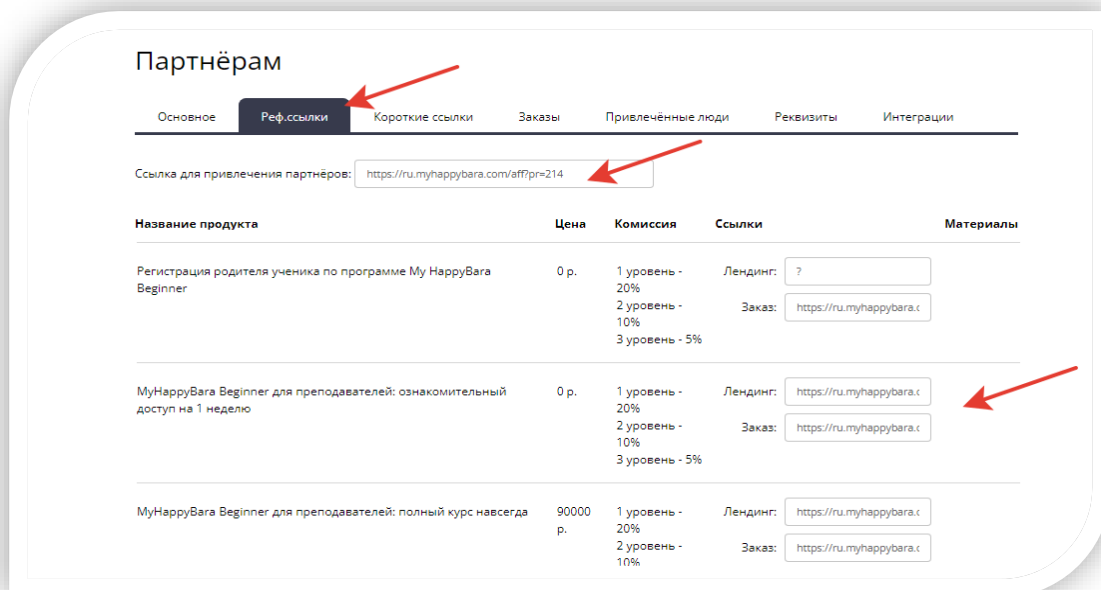 Партнёрам
Основное Реф.ссылки Короткие ссылки Заказы Привлечённые люди Реквизиты Интеграции
Ссылка для привлечения партнёров: https://ru.myhappybara.com/aff?pr=214
Название продукта Цена Комиссия Ссылки Материалы
Регистрация родителя ученика по программе My HappyBara 0 р. 1 уровень - Лендинг: ?
Beginner 20%
2 уровень - Заказ: https://ru.myhappybara.c
10%
3 уровень - 5%
MyHappyBara Beginner для преподавателей: ознакомительный 0 р. 1 уровень - Лендинг: https://ru.myhappybara.c
доступ на 1 неделю 20%
2 уровень - Заказ: https://ru.myhappybara.c
10%
3 уровень - 5%
MyHappyBara Beginner для преподавателей: полный курс навсегда 90000 1 уровень - Лендинг: https://ru.myhappybara.c
р. 20%
2 уровень - Заказ: https://ru.myhappybara.c
10%